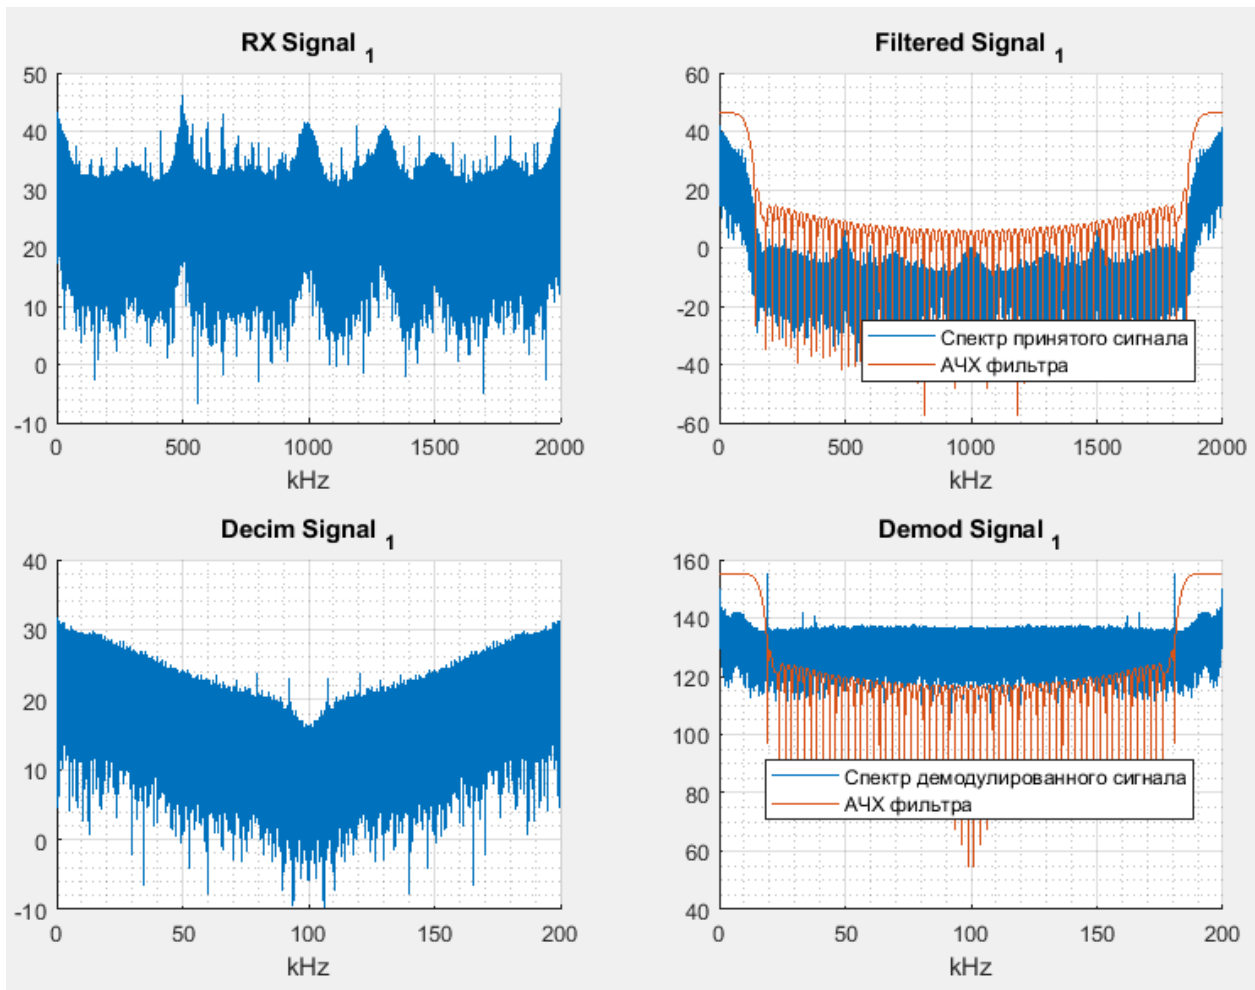 RX Signal 1
50
40
30
20
10
0
-10
0 500 1000 1500 2000
kHz
Filtered Signal 1
60
40
20
0
-20
-40
-60
Спектр принятого сигнала
АЧХ фильтра
0 500 1000 1500 2000
kHz
Decim Signal 1
40
30
20
10
0
-10
0 50 100 150 200
kHz
Demod Signal 1
160
140
120
100
80
60
40
Спектр демодулированного сигнала
АЧХ фильтра
0 50 100 150 200
kHz